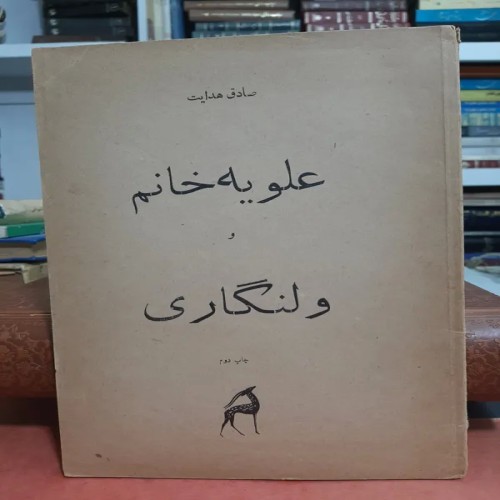 صادق هدایت
علویه خانم
و
ولنگاری
چاپ دوم